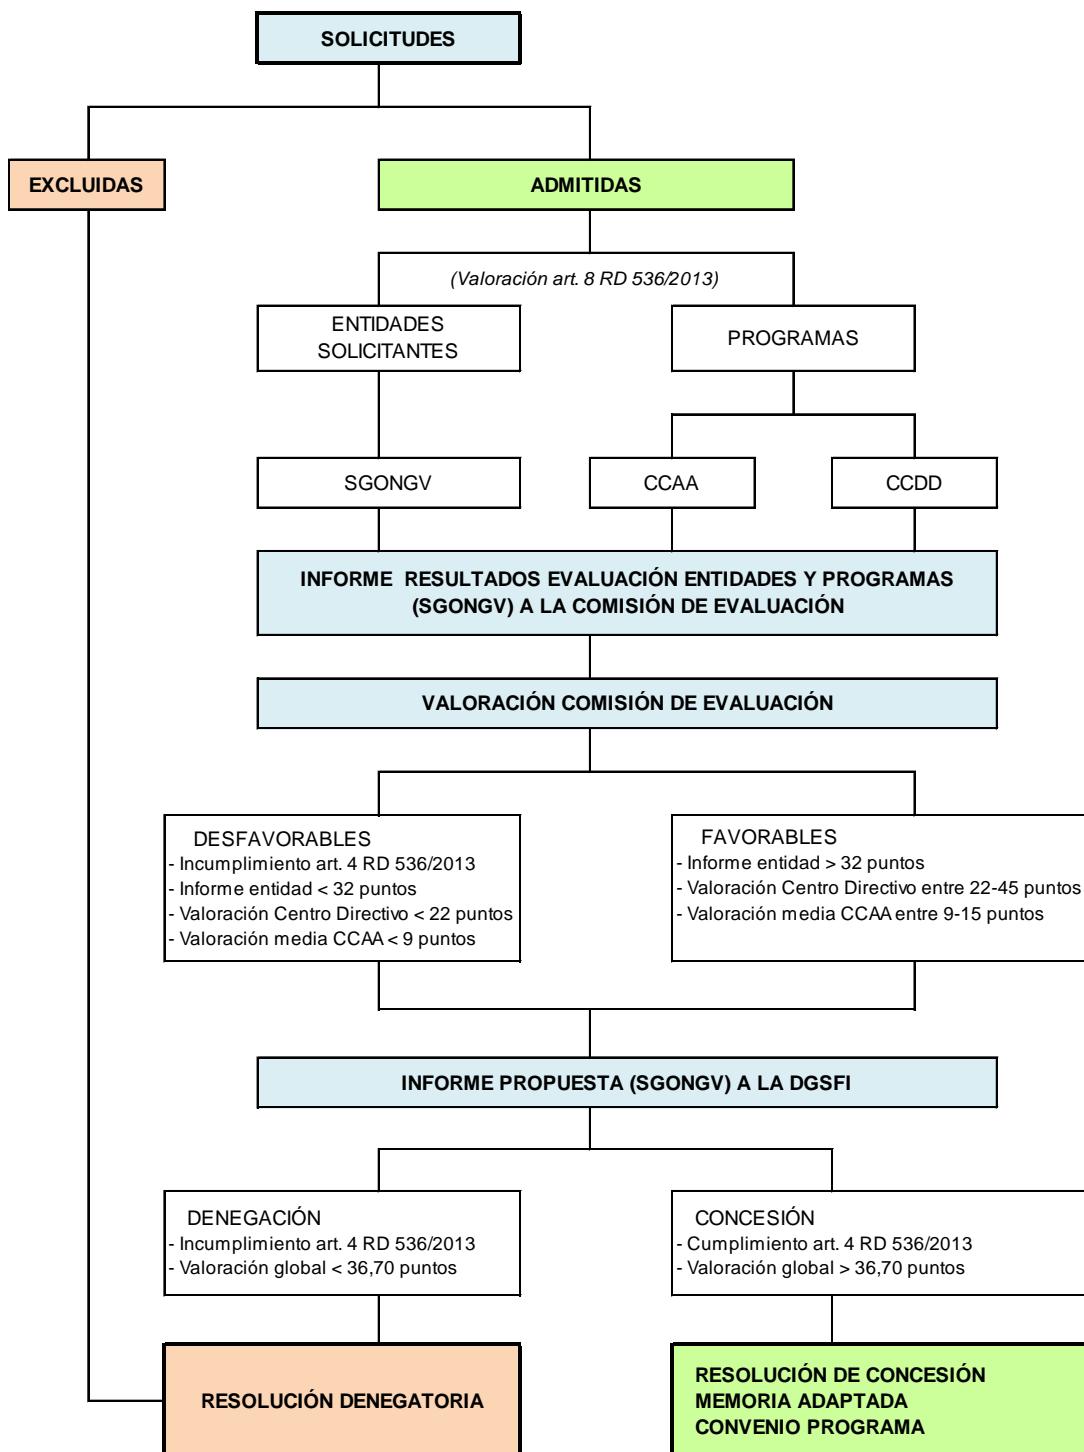 SOLICITUDES
EXCLUIDAS
ADMITIDAS
(Valoración art. 8 RD 536/2013)
ENTIDADES
SOLICITANTES
PROGRAMAS
SGONGV
CCAA
CCDD
INFORME RESULTADOS EVALUACIÓN ENTIDADES Y PROGRAMAS
(SGONGV) A LA COMISIÓN DE EVALUACIÓN
VALORACIÓN COMISIÓN DE EVALUACIÓN
DESFAVORABLES
- Incumplimiento art. 4 RD 536/2013
- Informe entidad < 32 puntos
- Valoración Centro Directivo < 22 puntos
- Valoración media CCAA < 9 puntos
FAVORABLES
- Informe entidad > 32 puntos
- Valoración Centro Directivo entre 22-45 puntos
- Valoración media CCAA entre 9-15 puntos
INFORME PROPUESTA (SGONGV) A LA DGSFI
DENEGACIÓN
- Incumplimiento art. 4 RD 536/2013
- Valoración global < 36,70 puntos
CONCESIÓN
- Cumplimiento art. 4 RD 536/2013
- Valoración global > 36,70 puntos
RESOLUCIÓN DENEGATORIA
RESOLUCIÓN DE CONCESIÓN
MEMORIA ADAPTADA
CONVENIO PROGRAMA